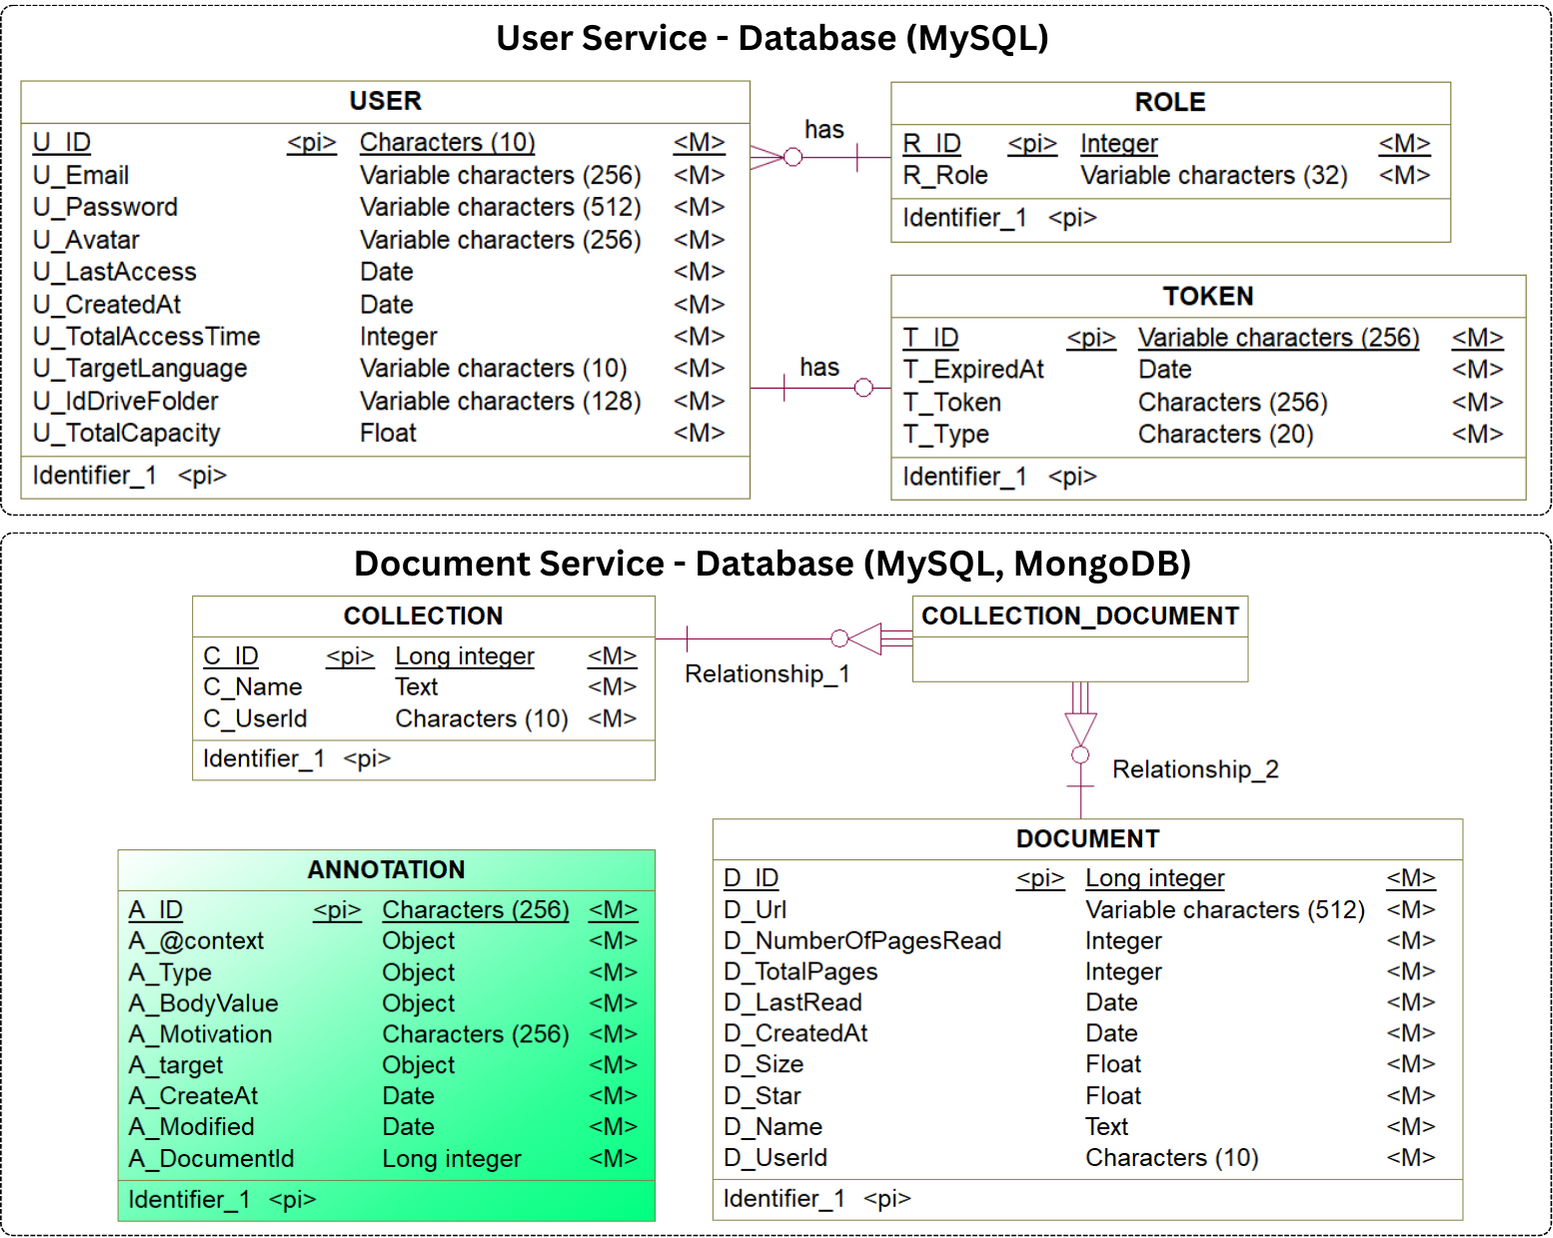 User Service - Database (MySQL)
USER
U_ID <pi> Characters (10) <M>
U_Email Variable characters (256) <M>
U_Password Variable characters (512) <M>
U_Avatar Variable characters (256) <M>
U_LastAccess Date <M>
U_CreatedAt Date <M>
U_TotalAccessTime Integer <M>
U_TargetLanguage Variable characters (10) <M>
U_IdDriveFolder Variable characters (128) <M>
U_TotalCapacity Float <M>
Identifier_1 <pi>
has
ROLE
R_ID <pi> Integer <M>
R_Role Variable characters (32) <M>
Identifier_1 <pi>
has
TOKEN
T_ID <pi> Variable characters (256) <M>
T_ExpiredAt Date <M>
T_Token Characters (256) <M>
T_Type Characters (20) <M>
Identifier_1 <pi>
Document Service - Database (MySQL, MongoDB)
COLLECTION
C_ID <pi> Long integer <M>
C_Name Text <M>
C_UserId Characters (10) <M>
Identifier_1 <pi>
Relationship_1
COLLECTION_DOCUMENT
Relationship_2
ANNOTATION
A_ID <pi> Characters (256) <M>
A_@context Object <M>
A_Type Object <M>
A_BodyValue Object <M>
A_Motivation Characters (256) <M>
A_target Object <M>
A_CreateAt Date <M>
A_Modified Date <M>
A_DocumentId Long integer <M>
Identifier_1 <pi>
DOCUMENT
D_ID <pi> Long integer <M>
D_Url Variable characters (512) <M>
D_NumberOfPagesRead Integer <M>
D_TotalPages Integer <M>
D_LastRead Date <M>
D_CreatedAt Date <M>
D_Size Float <M>
D_Star Float <M>
D_Name Text <M>
D_UserId Characters (10) <M>
Identifier_1 <pi>